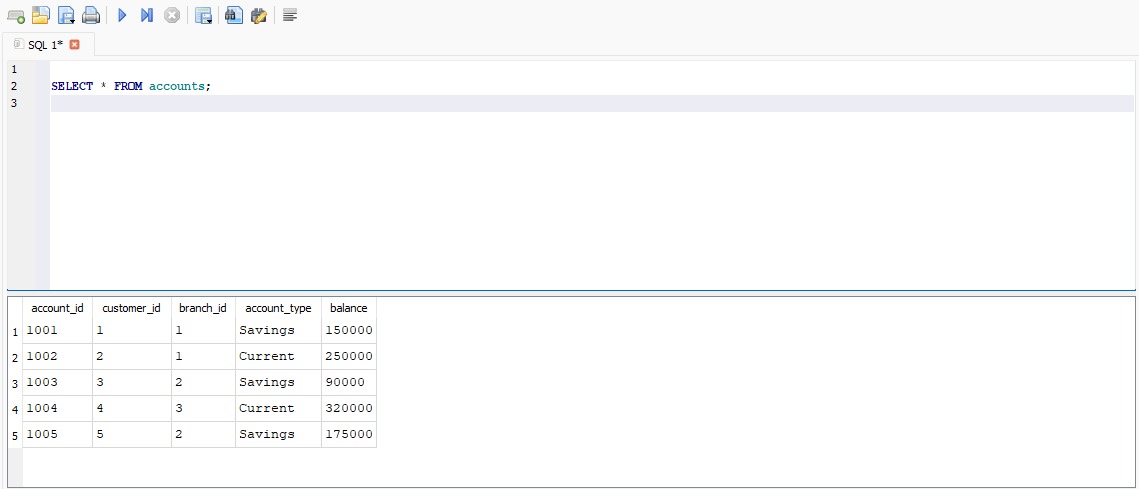 SQL 1*
1
2 SELECT * FROM accounts;
3
account_id customer_id branch_id account_type balance
1 1001 1 1 Savings 150000
2 1002 2 1 Current 250000
3 1003 3 2 Savings 90000
4 1004 4 3 Current 320000
5 1005 5 2 Savings 175000